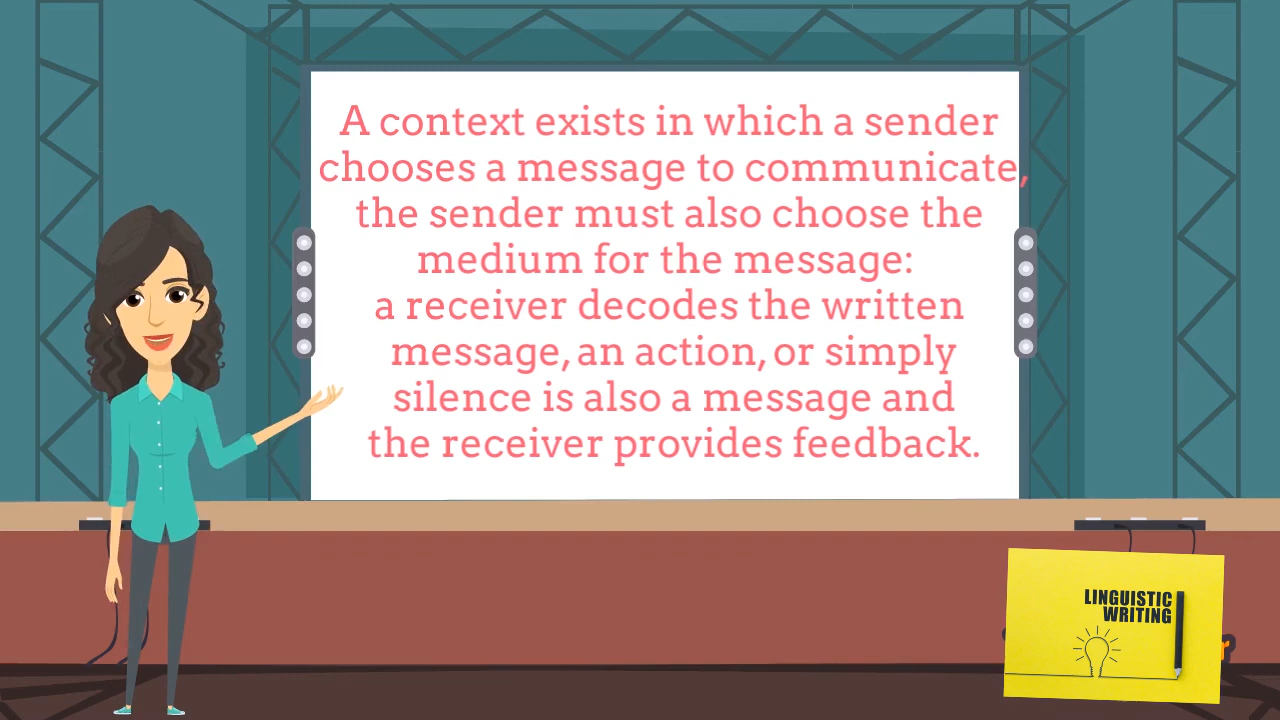 A context exists in which a sender
chooses a message to communicate,
the sender must also choose the
medium for the message:
a receiver decodes the written
message, an action, or simply
silence is also a message and
the receiver provides feedback.
LINGUISTIC
WRITING